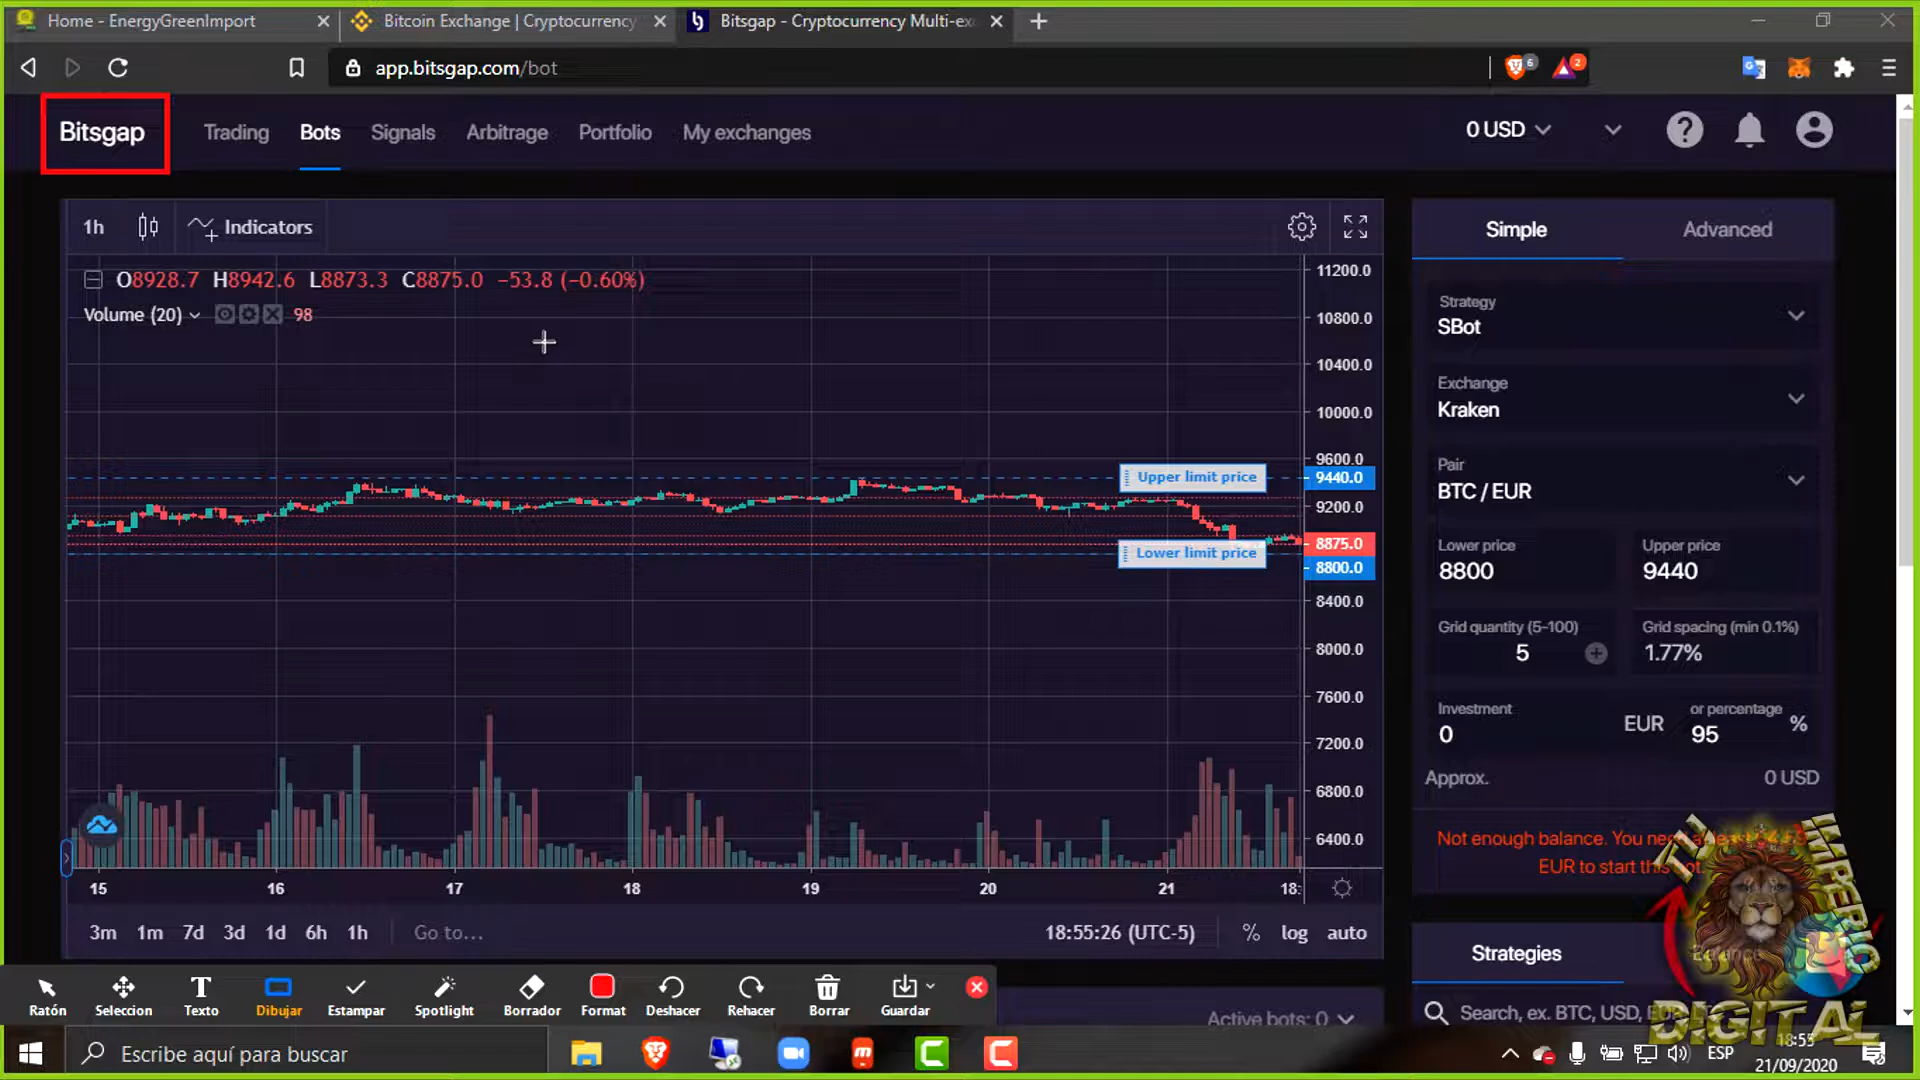 Home - EnergyGreenImport
Bitcoin Exchange | Cryptocurrency
Bitsgap - Cryptocurrency Multi-ex
app.bitsgap.com/bot
6
2
Bitsgap
Trading
Bots
Signals
Arbitrage
Portfolio
My exchanges
0 USD
1h
Indicators
Simple
Advanced
O8928.7 H8942.6 L8873.3 C8875.0 −53.8 (−0.60%)
Volume (20)
98
11200.0
10800.0
10400.0
10000.0
9600.0
9440.0
9200.0
8875.0
8800.0
8400.0
8000.0
7600.0
7200.0
6800.0
6400.0
Upper limit price
Lower limit price
15
16
17
18
19
20
21
18:
3m
1m
7d
3d
1d
6h
1h
Go to...
18:55:26 (UTC-5)
%
log
auto
Strategy
SBot
Exchange
Kraken
Pair
BTC / EUR
Lower price
8800
Upper price
9440
Grid quantity (5-100)
5
Grid spacing (min 0.1%)
1.77%
Investment
0
EUR
or percentage
95
%
Approx.
0 USD
Not enough balance. You
EUR to start this bot.
Strategies
Search, ex. BTC, USD,
Active bots: 0
IMPERIO
DIGITAL
Ratón
Seleccion
Texto
Dibujar
Estampar
Spotlight
Borrador
Format
Deshacer
Rehacer
Borrar
Guardar
Escribe aquí para buscar
ESP
18:55
21/09/2020